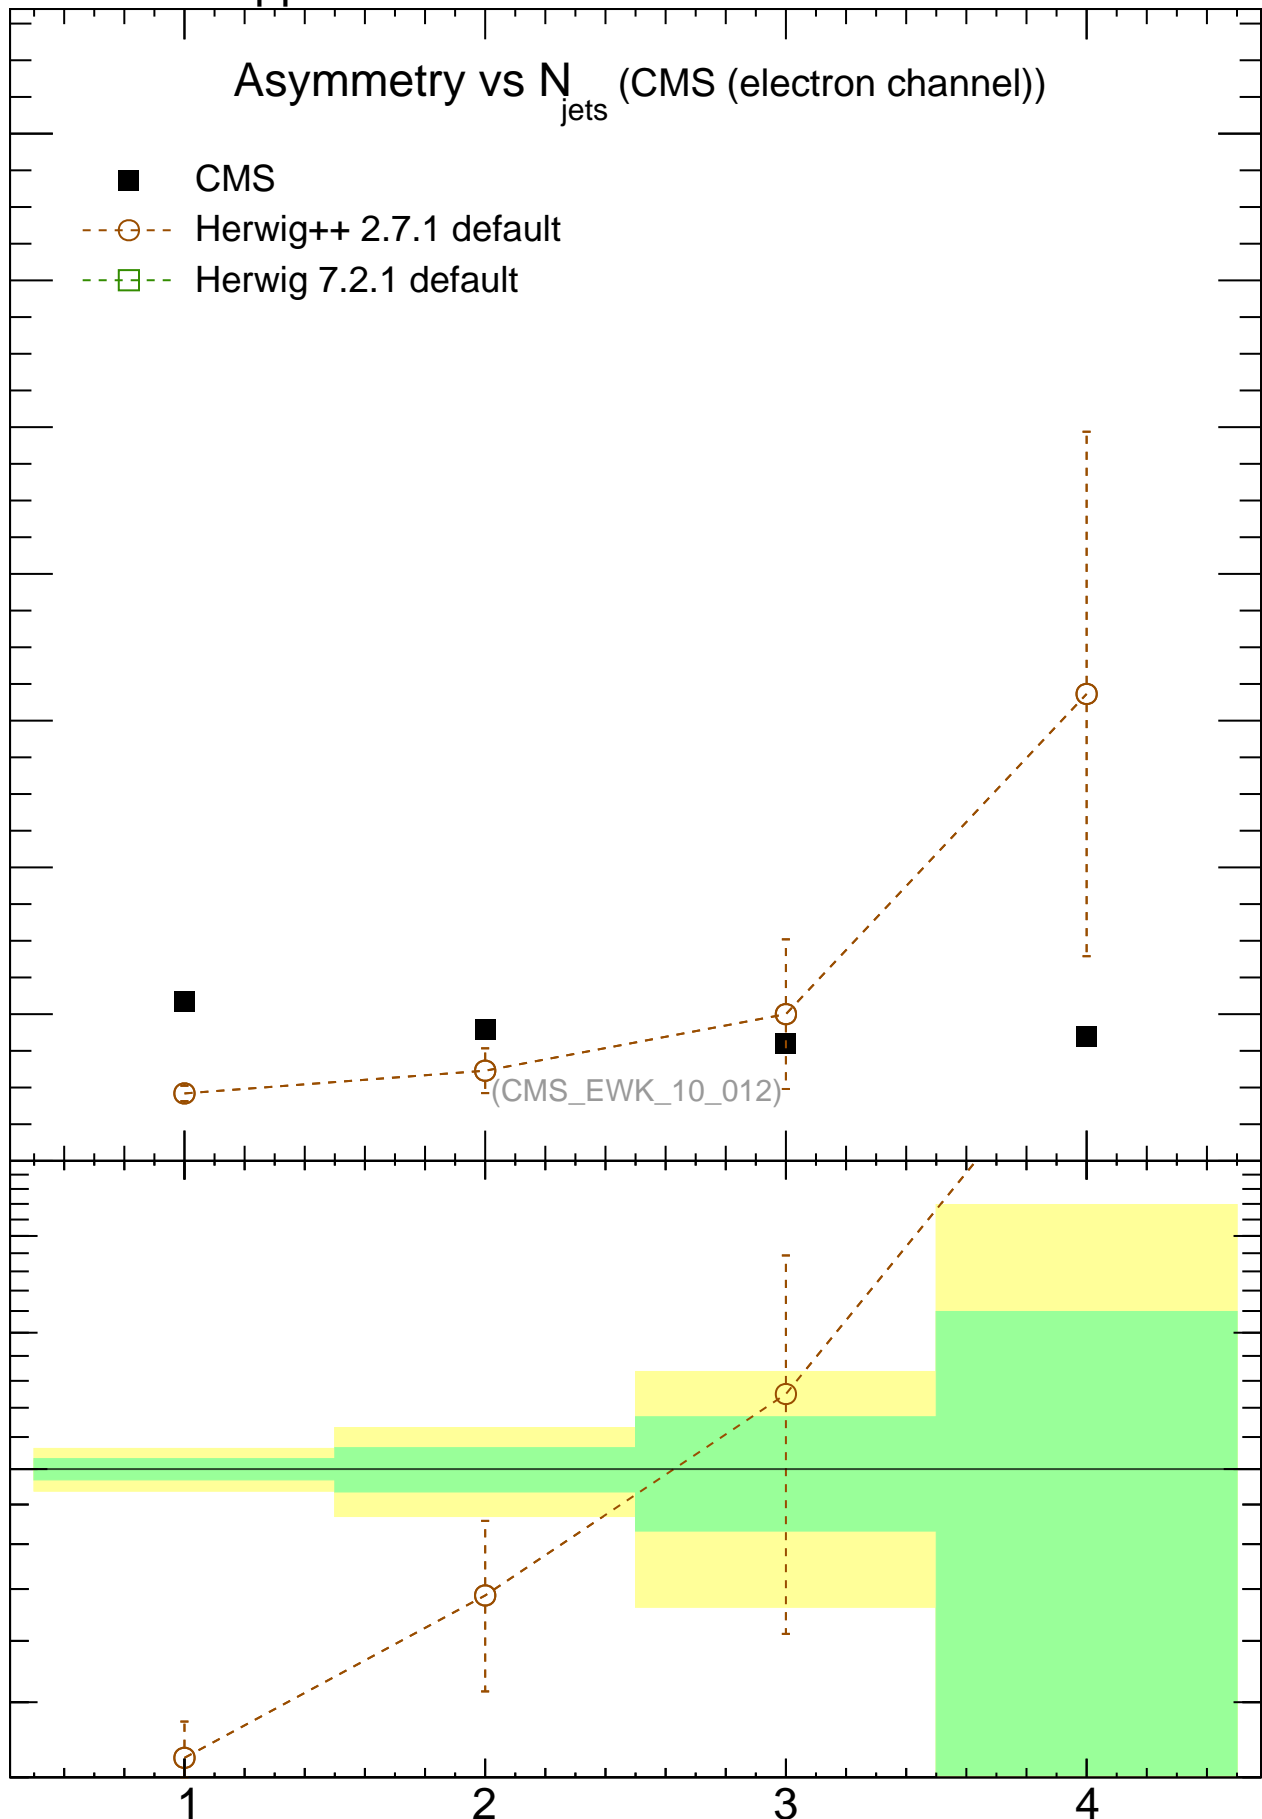 Asymmetry vs N_jets (CMS (electron channel))
CMS
Herwig++ 2.7.1 default
Herwig 7.2.1 default
(CMS_EWK_10_012)
1 2 3 4